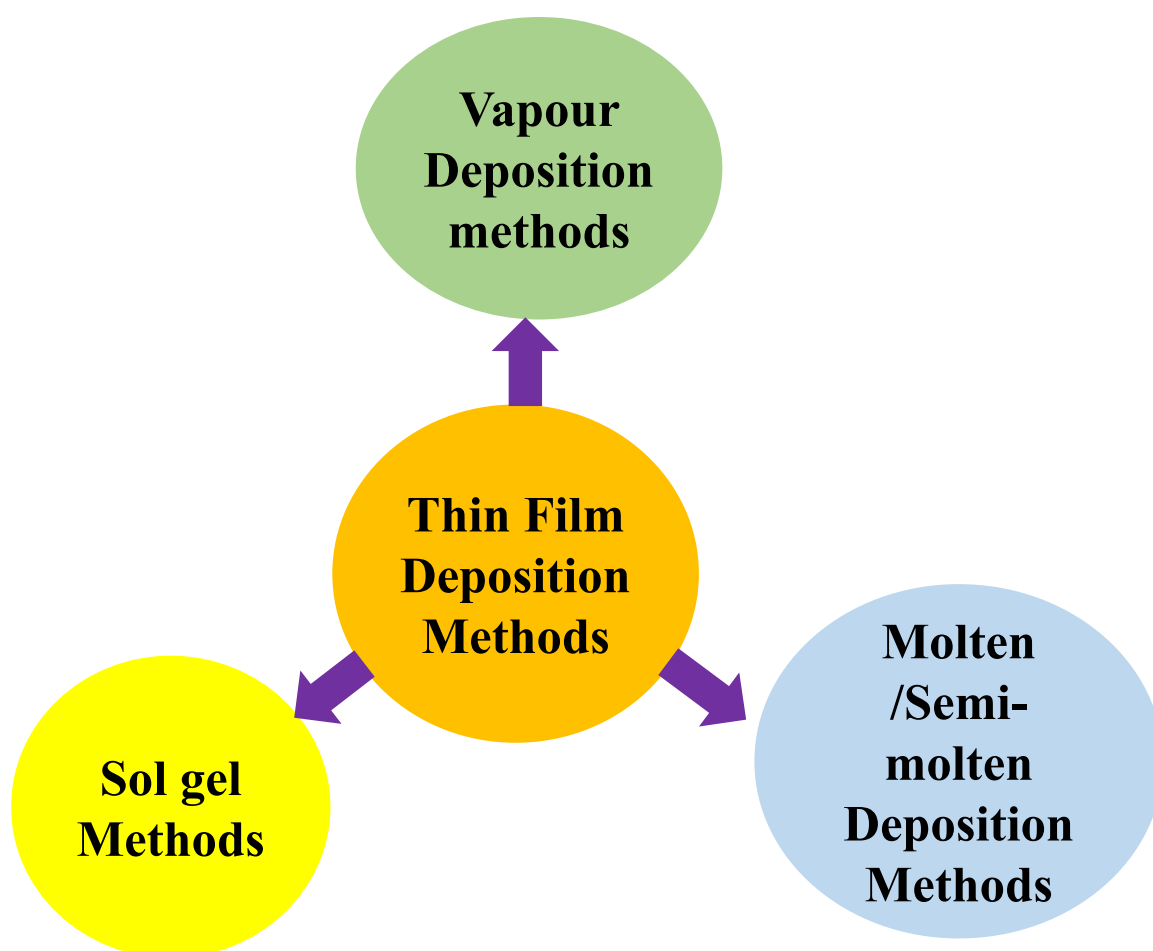 Vapour
Deposition
methods
Thin Film
Deposition
Methods
Sol gel
Methods
Molten
/Semi-
molten
Deposition
Methods